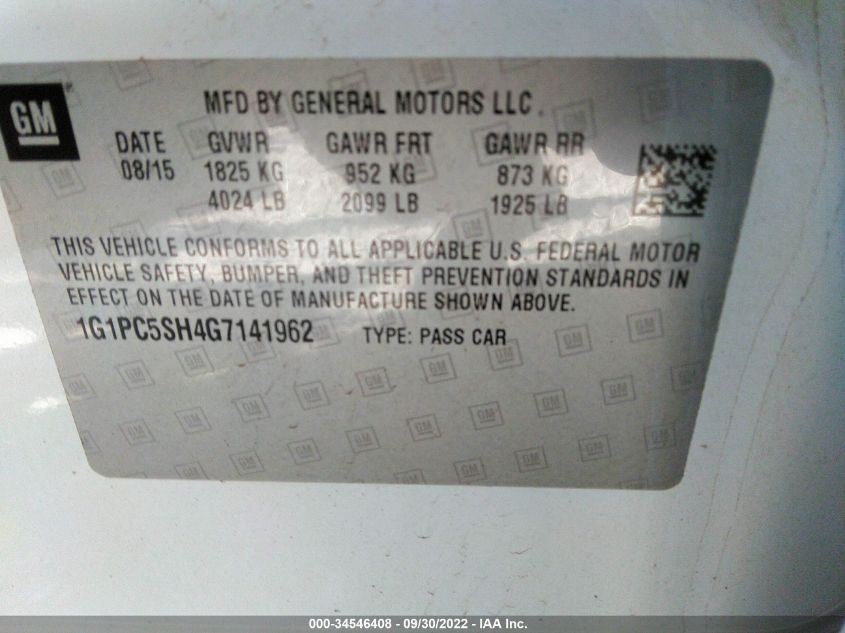 GM
MFD BY GENERAL MOTORS LLC
DATE GVWR GAWR FRT GAWR RR
08/15 1825 KG 952 KG 873 KG
4024 LB 2099 LB 1925 LB
THIS VEHICLE CONFORMS TO ALL APPLICABLE U.S. FEDERAL MOTOR
VEHICLE SAFETY, BUMPER, AND THEFT PREVENTION STANDARDS IN
EFFECT ON THE DATE OF MANUFACTURE SHOWN ABOVE.
1G1PC5SH4G7141962 TYPE: PASS CAR
000-34546408 - 09/30/2022 - IAA Inc.